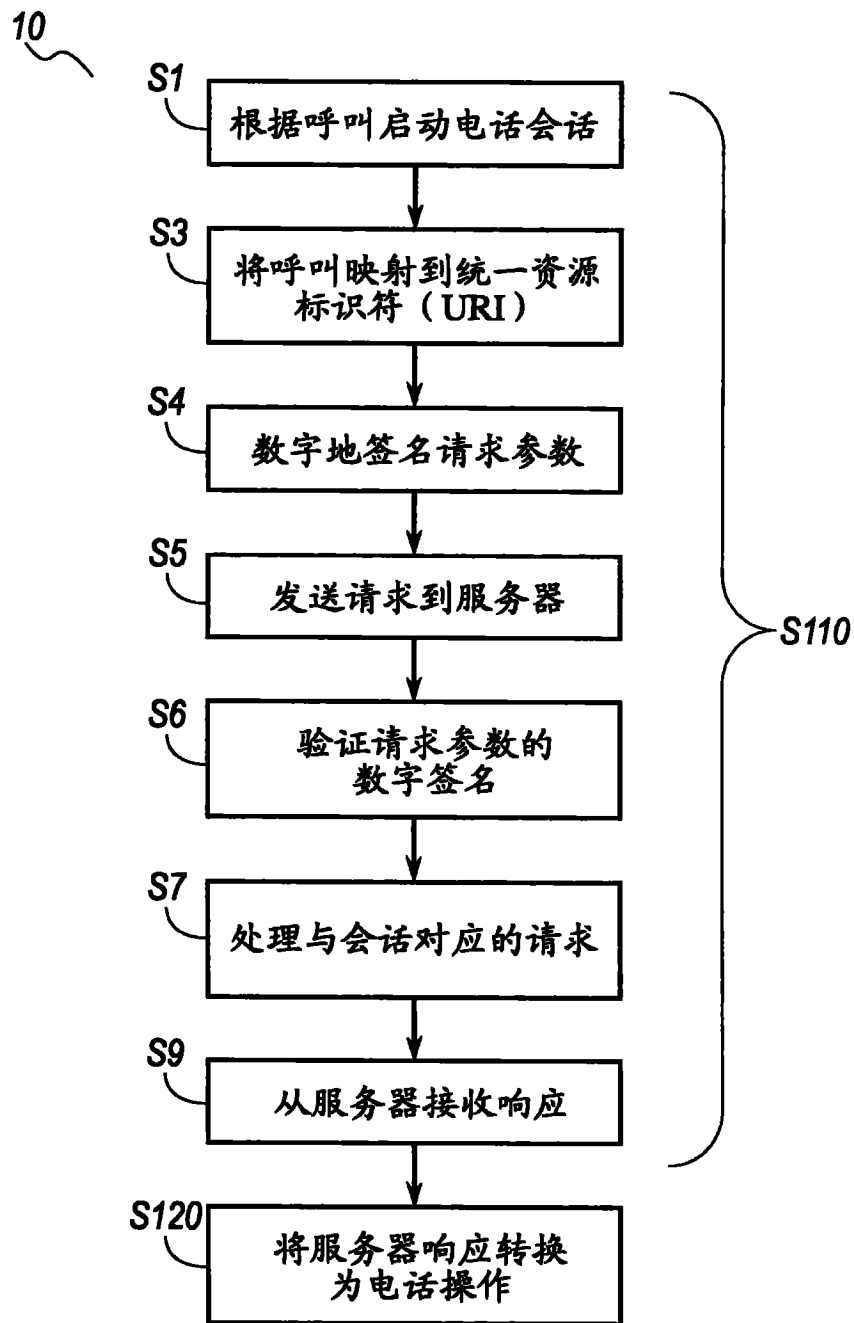 10
S1
根据呼叫启动电话会话
S3
将呼叫映射到统一资源
标识符（URI）
S4
数字地签名请求参数
S5
发送请求到服务器
S110
S6
验证请求参数的
数字签名
S7
处理与会话对应的请求
S9
从服务器接收响应
S120
将服务器响应转换
为电话操作